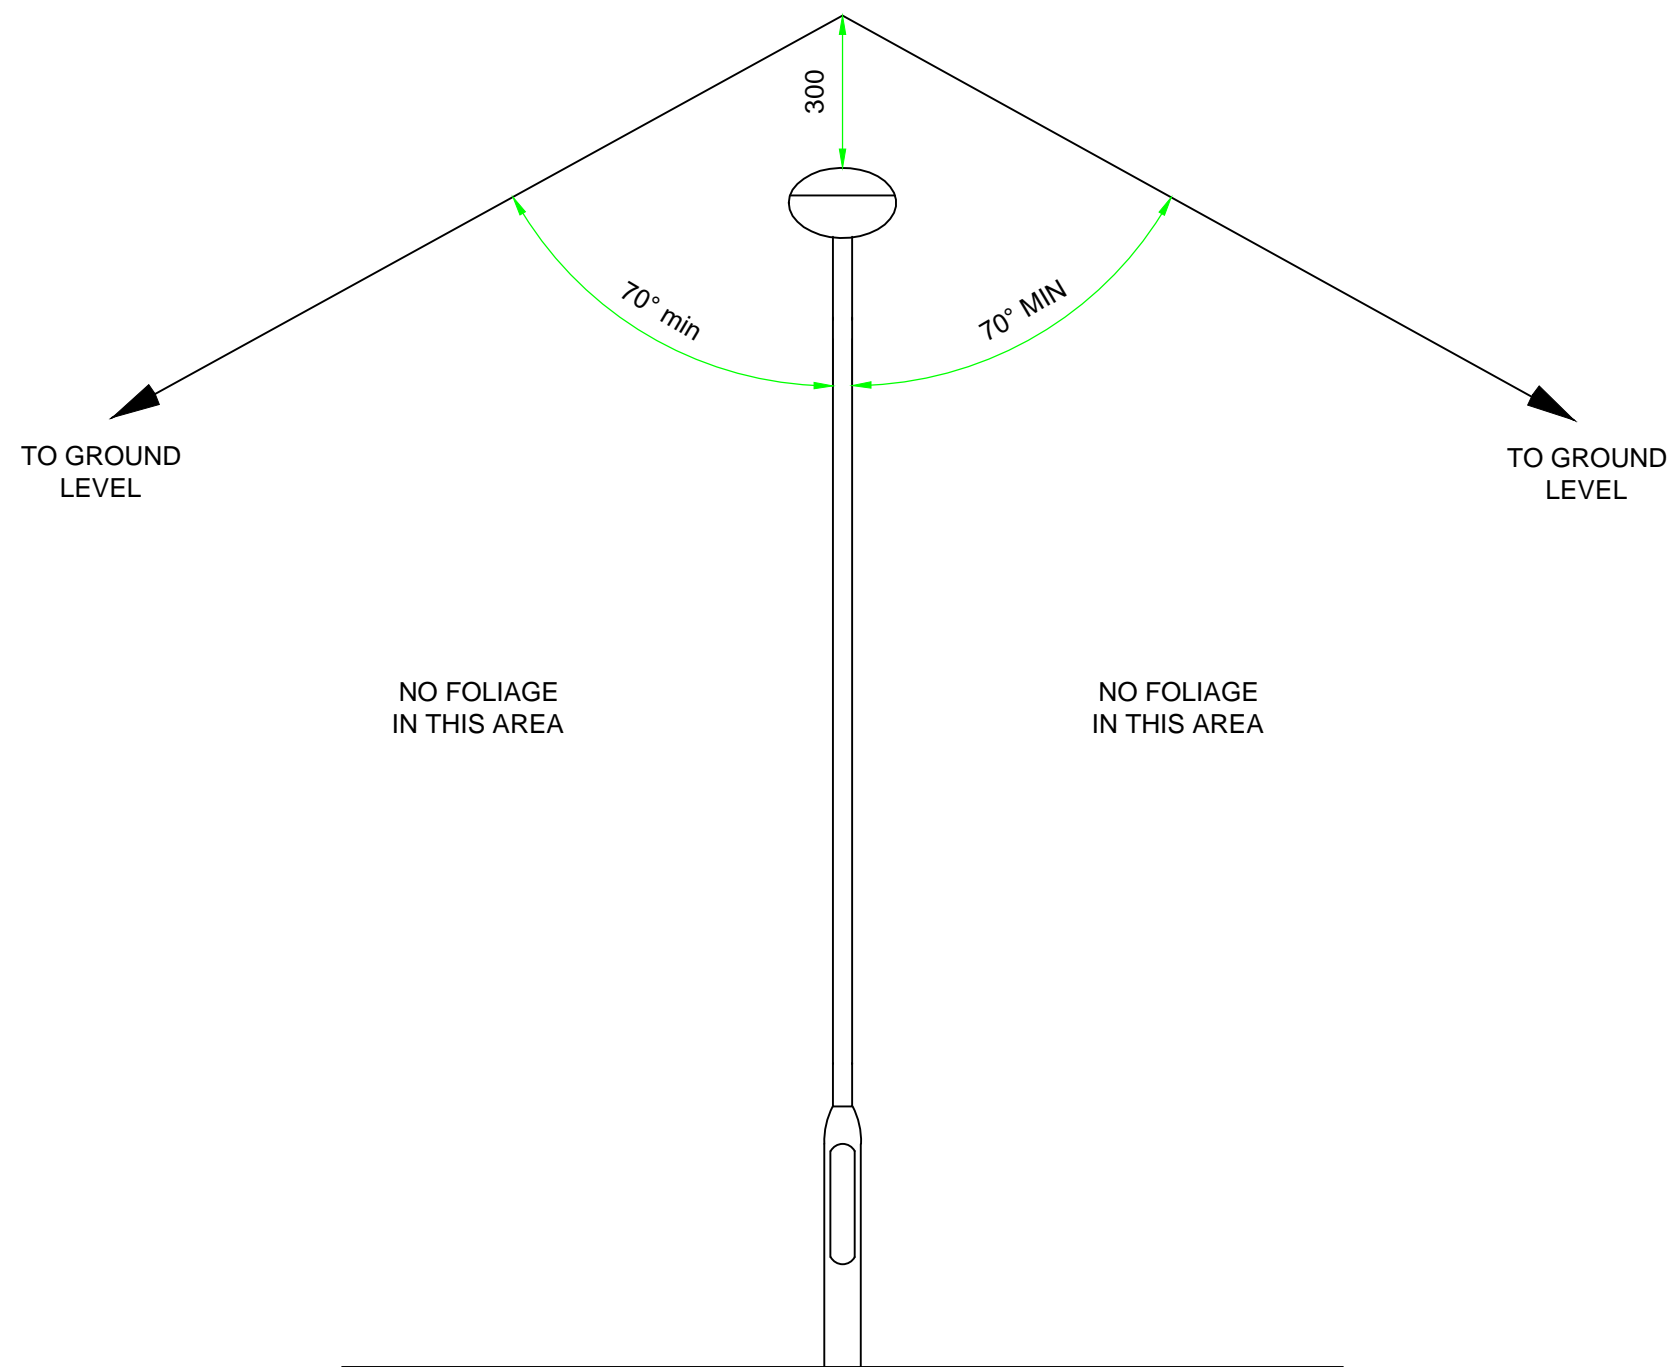 300
70° min
70° MIN
TO GROUND
LEVEL
TO GROUND
LEVEL
NO FOLIAGE
IN THIS AREA
NO FOLIAGE
IN THIS AREA